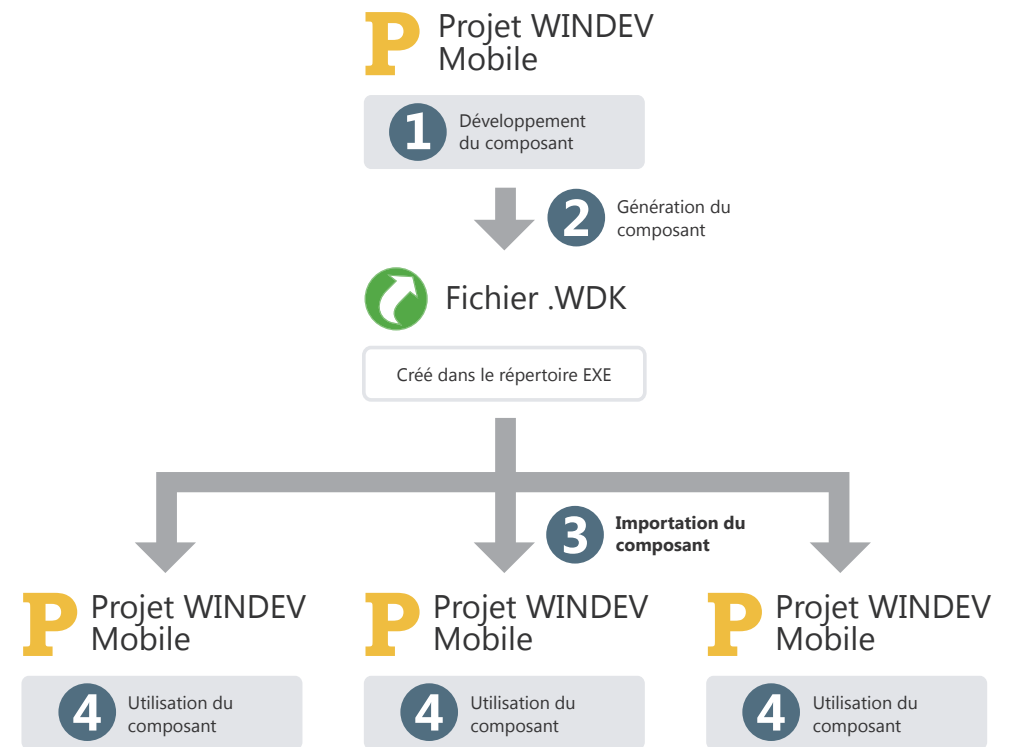 P Projet WINDEV
Mobile
1 Développement
du composant
2 Génération du
composant
Fichier .WDK
Créé dans le répertoire EXE
3 Importation du
composant
P Projet WINDEV
Mobile
4 Utilisation du
composant
P Projet WINDEV
Mobile
4 Utilisation du
composant
P Projet WINDEV
Mobile
4 Utilisation du
composant